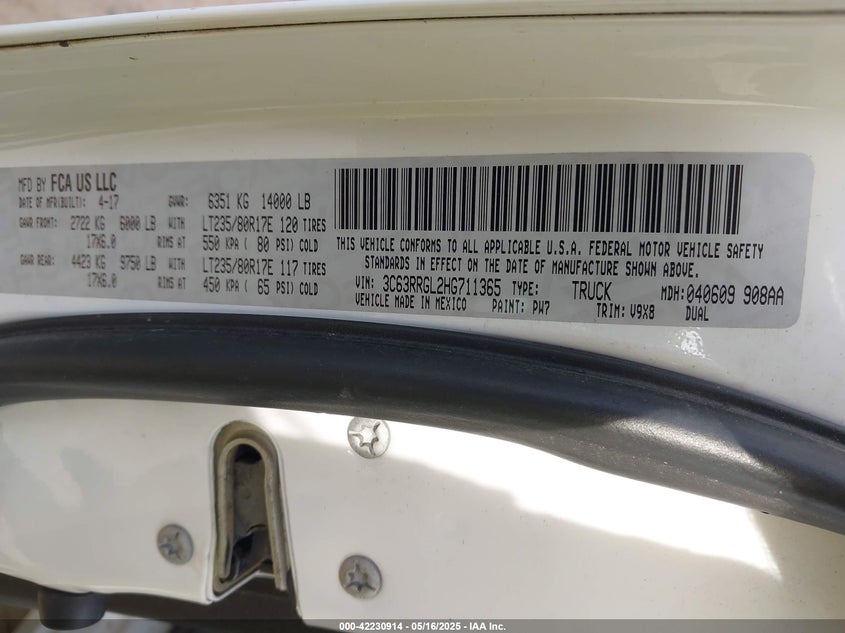 MFD BY FCA US LLC
DATE OF MFR(BUILT): 4-17 GVWR: 6351 KG 14000 LB
GAWR FRONT: 2722 KG 6000 LB WITH LT235/80R17E 120 TIRES
17X6.0 RIMS AT 550 KPA ( 80 PSI) COLD
GAWR REAR: 4423 KG 9750 LB WITH LT235/80R17E 117 TIRES
17X6.0 RIMS AT 450 KPA ( 65 PSI) COLD
THIS VEHICLE CONFORMS TO ALL APPLICABLE U.S.A. FEDERAL MOTOR VEHICLE SAFETY
STANDARDS IN EFFECT ON THE DATE OF MANUFACTURE SHOWN ABOVE.
VIN: 3C63RRGL2HG711365 TYPE: TRUCK MDH: 040609 908AA
VEHICLE MADE IN MEXICO PAINT: PW7 TRIM: V9X8 DUAL
000-42230914 - 05/16/2025 - IAA Inc.